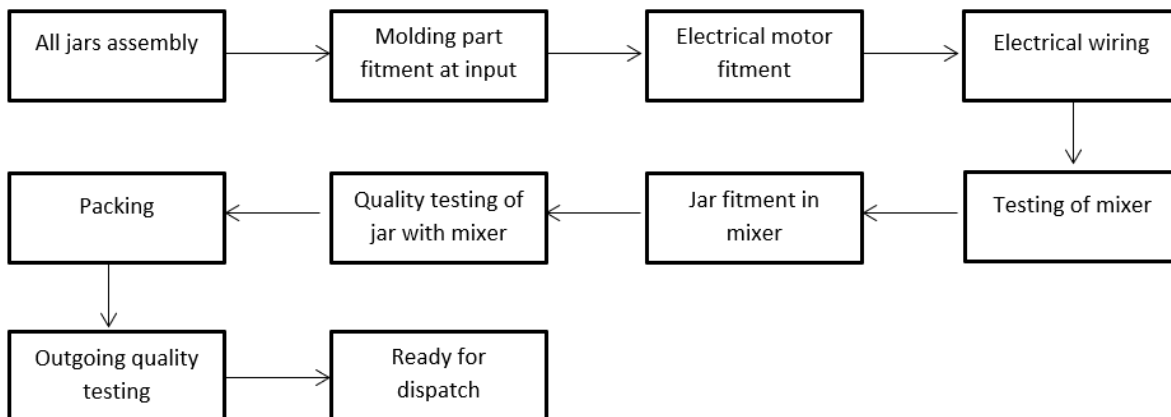 All jars assembly
Molding part
fitment at input
Electrical motor
fitment
Electrical wiring
Testing of mixer
Jar fitment in
mixer
Quality testing of
jar with mixer
Packing
Outgoing quality
testing
Ready for
dispatch